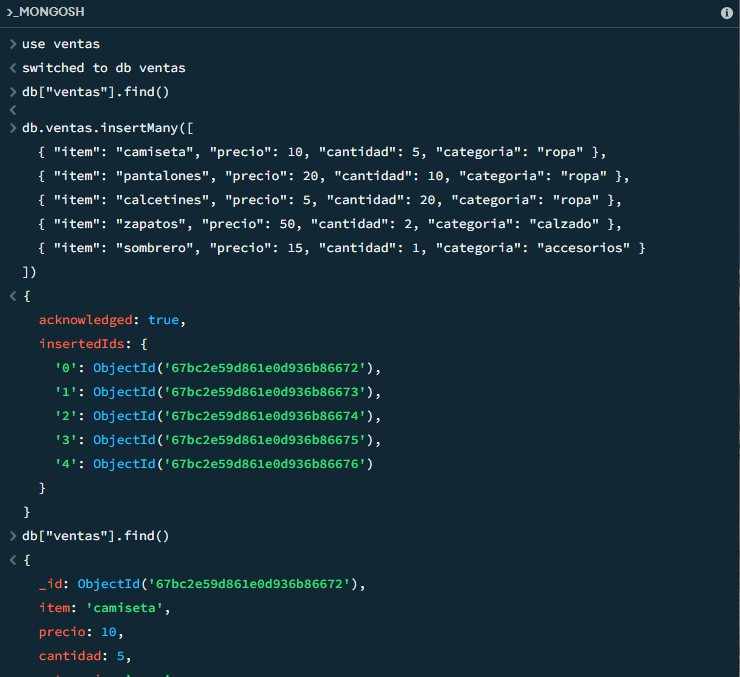 >_MONGOSH
> use ventas
< switched to db ventas
> db["ventas"].find()
<
> db.ventas.insertMany([
    { "item": "camiseta", "precio": 10, "cantidad": 5, "categoria": "ropa" },
    { "item": "pantalones", "precio": 20, "cantidad": 10, "categoria": "ropa" },
    { "item": "calcetines", "precio": 5, "cantidad": 20, "categoria": "ropa" },
    { "item": "zapatos", "precio": 50, "cantidad": 2, "categoria": "calzado" },
    { "item": "sombrero", "precio": 15, "cantidad": 1, "categoria": "accesorios" }
  ])
< {
    acknowledged: true,
    insertedIds: {
      '0': ObjectId('67bc2e59d861e0d936b86672'),
      '1': ObjectId('67bc2e59d861e0d936b86673'),
      '2': ObjectId('67bc2e59d861e0d936b86674'),
      '3': ObjectId('67bc2e59d861e0d936b86675'),
      '4': ObjectId('67bc2e59d861e0d936b86676')
    }
  }
> db["ventas"].find()
< {
    _id: ObjectId('67bc2e59d861e0d936b86672'),
    item: 'camiseta',
    precio: 10,
    cantidad: 5,